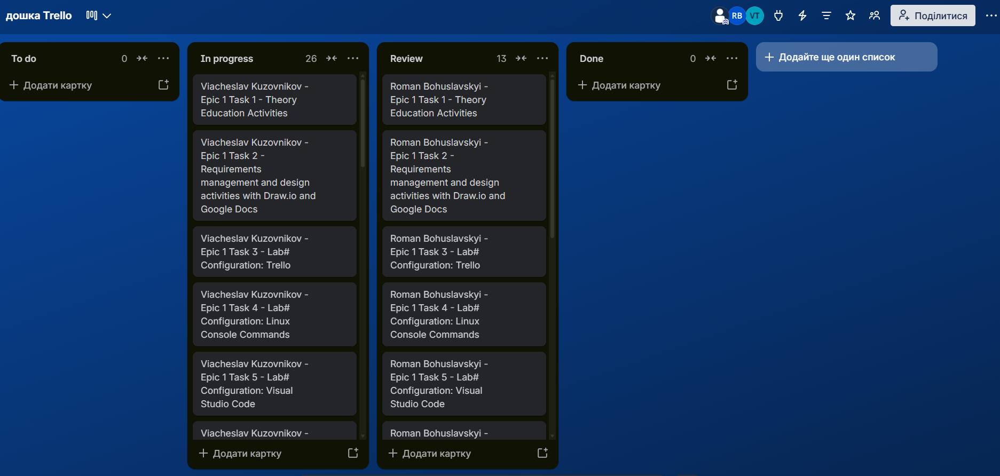 дошка Trello
RB
VT
Поділитися
To do
0
Додати картку
In progress
26
Viacheslav Kuzovnikov -
Epic 1 Task 1 - Theory
Education Activities
Viacheslav Kuzovnikov -
Epic 1 Task 2 -
Requirements
management and design
activities with Draw.io and
Google Docs
Viacheslav Kuzovnikov -
Epic 1 Task 3 - Lab#
Configuration: Trello
Viacheslav Kuzovnikov -
Epic 1 Task 4 - Lab#
Configuration: Linux
Console Commands
Viacheslav Kuzovnikov -
Epic 1 Task 5 - Lab#
Configuration: Visual
Studio Code
Viacheslav Kuzovnikov -
Додати картку
Review
13
Roman Bohuslavskyi -
Epic 1 Task 1 - Theory
Education Activities
Roman Bohuslavskyi -
Epic 1 Task 2 -
Requirements
management and design
activities with Draw.io and
Google Docs
Roman Bohuslavskyi -
Epic 1 Task 3 - Lab#
Configuration: Trello
Roman Bohuslavskyi -
Epic 1 Task 4 - Lab#
Configuration: Linux
Console Commands
Roman Bohuslavskyi -
Epic 1 Task 5 - Lab#
Configuration: Visual
Studio Code
Roman Bohuslavskyi -
Додати картку
Done
0
Додати картку
Додайте ще один список